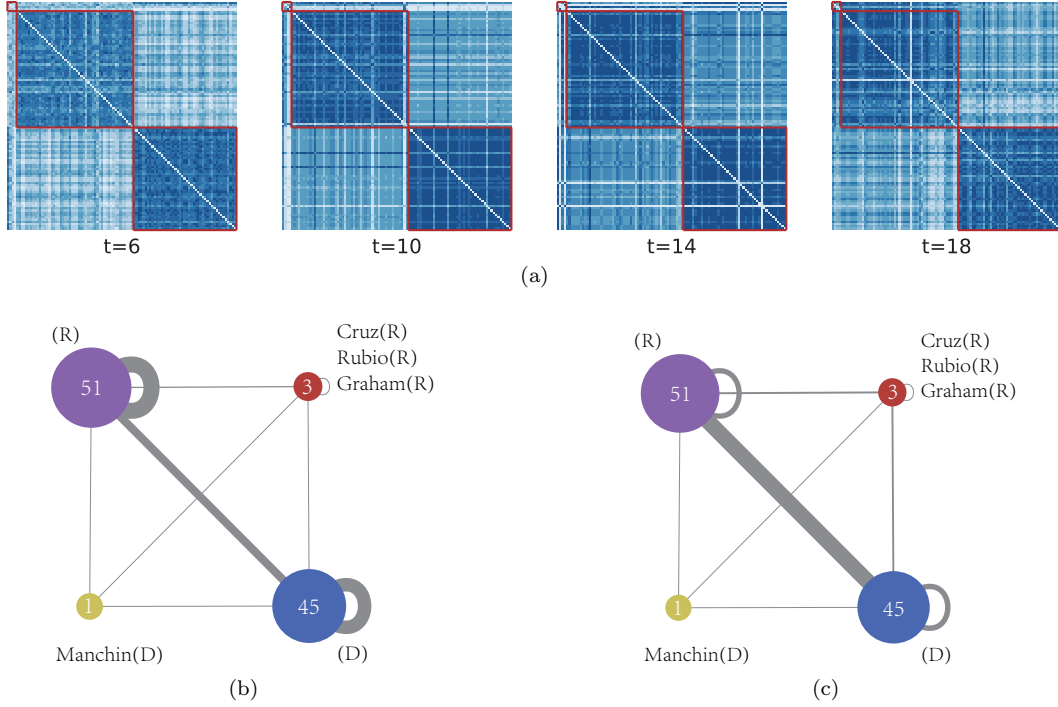 t=6 t=10 t=14 t=18
(a)
(R)
51
Cruz(R)
Rubio(R)
Graham(R)
3
1
45
Manchin(D)
(D)
(b)
(R)
51
Cruz(R)
Rubio(R)
Graham(R)
3
1
45
Manchin(D)
(D)
(c)